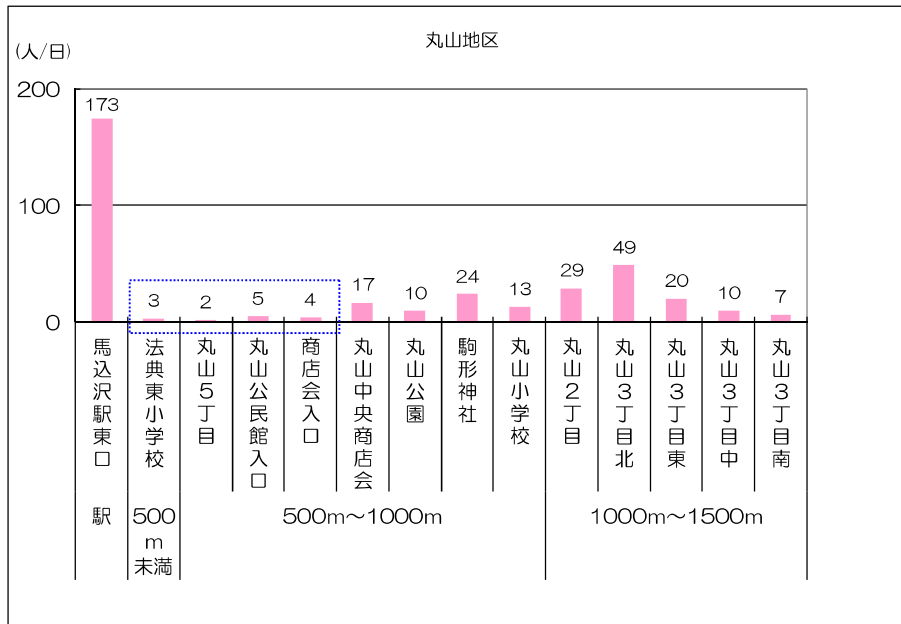 丸山地区
(人/日)
200
100
0
173
3
2
5
4
17
10
24
13
29
49
20
10
7
馬込沢駅東口
法典東小学校
丸山5丁目
丸山公民館入口
商店会入口
丸山中央商店会
丸山公園
駒形神社
丸山小学校
丸山2丁目
丸山3丁目北
丸山3丁目東
丸山3丁目中
丸山3丁目南
駅
500
m
未満
500m～1000m
1000m～1500m